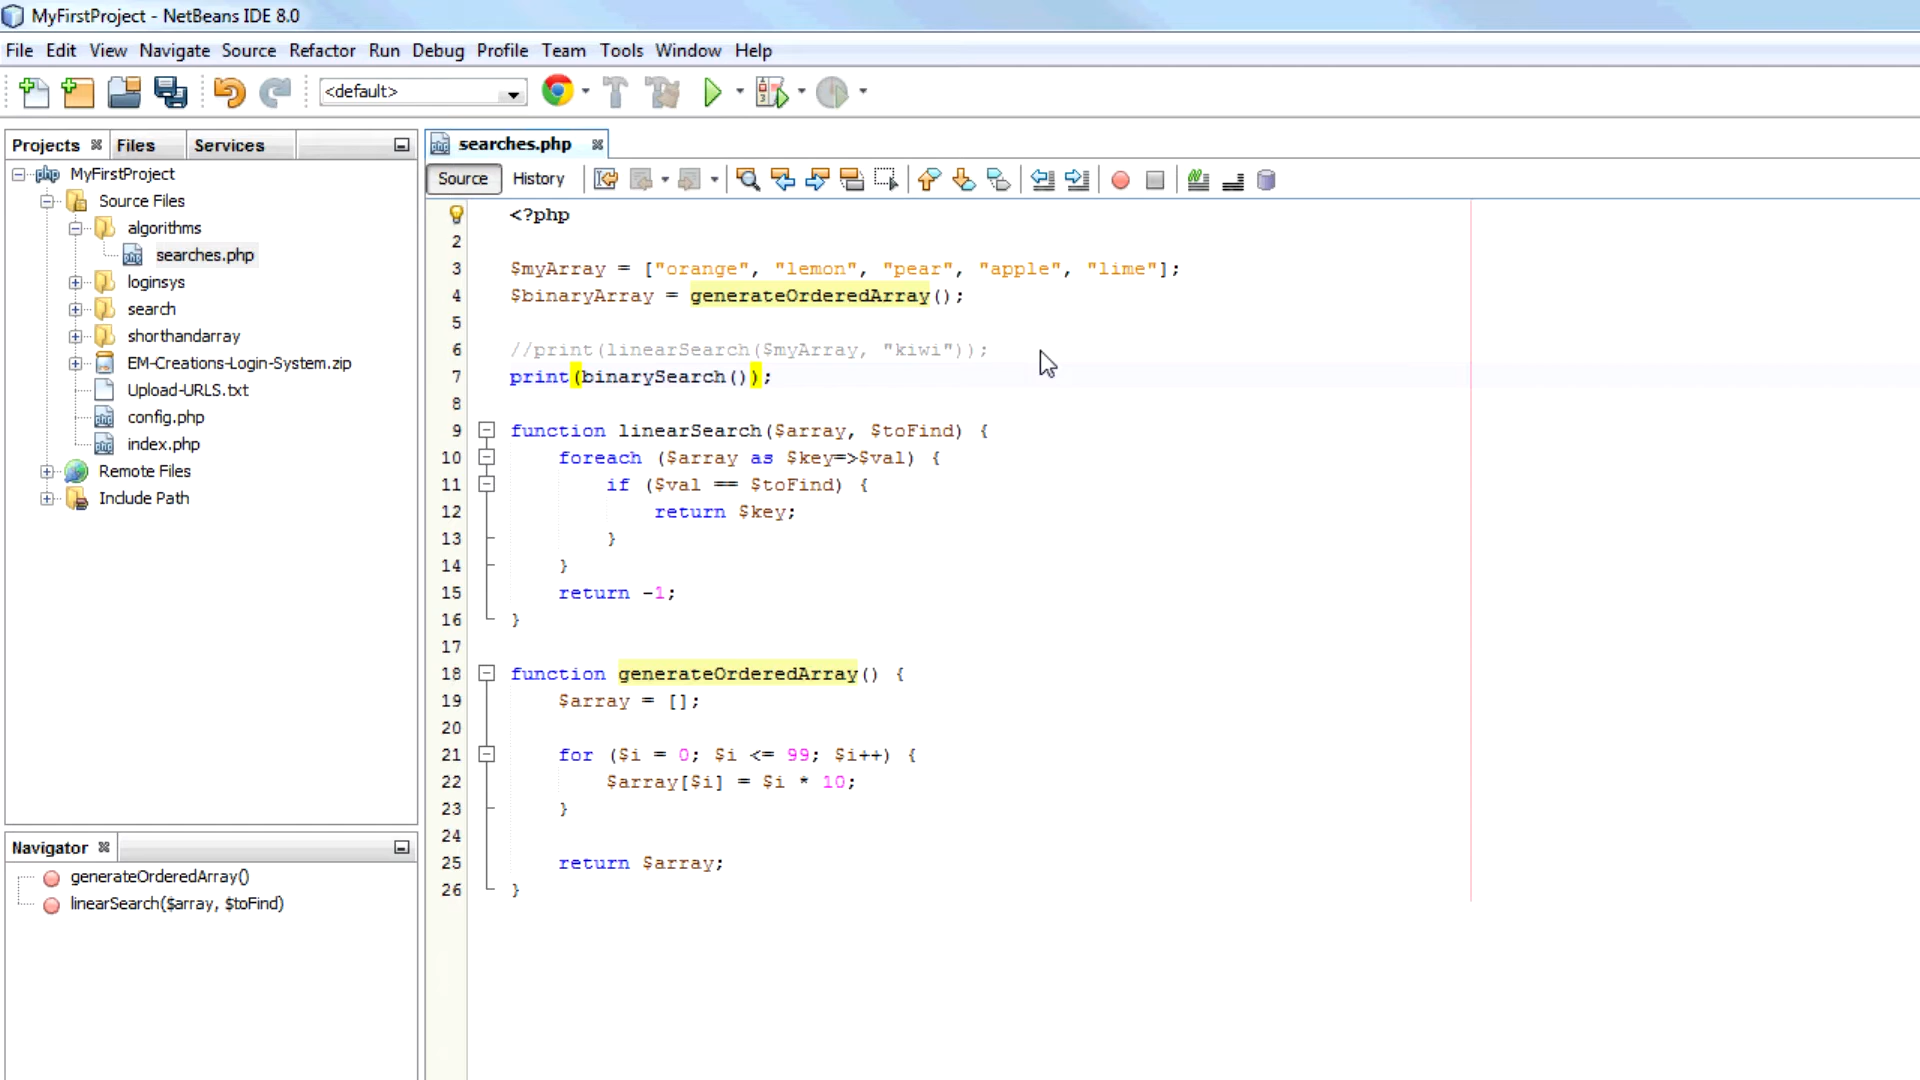 MyFirstProject - NetBeans IDE 8.0
File Edit View Navigate Source Refactor Run Debug Profile Team Tools Window Help
<default>
Projects Files Services
searches.php
Source History
MyFirstProject
Source Files
algorithms
searches.php
loginsys
search
shorthandarray
EM-Creations-Login-System.zip
Upload-URLS.txt
config.php
index.php
Remote Files
Include Path
Navigator
generateOrderedArray()
linearSearch($array, $toFind)
<?php
2
3 $myArray = ["orange", "lemon", "pear", "apple", "lime"];
4 $binaryArray = generateOrderedArray();
5
6 //print(linearSearch($myArray, "kiwi"));
7 print(binarySearch());
8
9 function linearSearch($array, $toFind) {
10 foreach ($array as $key=>$val) {
11 if ($val == $toFind) {
12 return $key;
13 }
14 }
15 return -1;
16 }
17
18 function generateOrderedArray() {
19 $array = [];
20
21 for ($i = 0; $i <= 99; $i++) {
22 $array[$i] = $i * 10;
23 }
24
25 return $array;
26 }